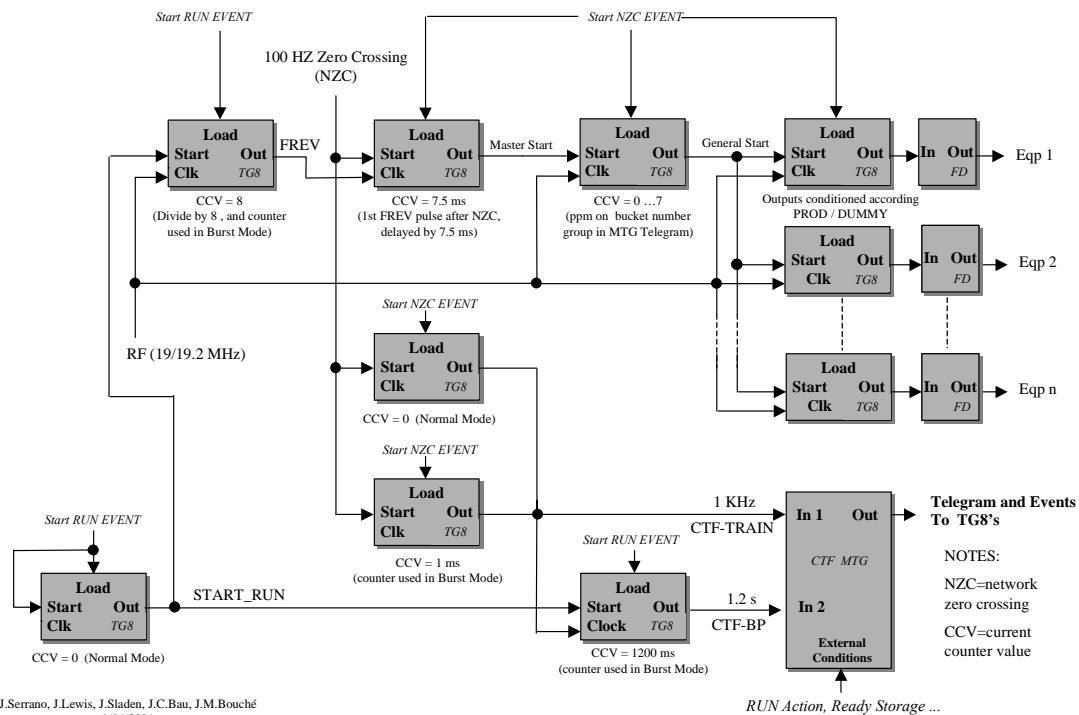 Start RUN EVENT
Start NZC EVENT
100 HZ Zero Crossing
(NZC)
Load
Start Out
Clk TG8
FREV
Load
Start Out
Clk TG8
Master Start
Load
Start Out
Clk TG8
General Start
Load
Start Out
Clk TG8
In Out
FD
Eqp 1
CCV = 8
(Divide by 8 , and counter
used in Burst Mode)
CCV = 7.5 ms
(1st FREV pulse after NZC,
delayed by 7.5 ms)
CCV = 0 …7
(ppm on bucket number
group in MTG Telegram)
Outputs conditioned according
PROD / DUMMY
Load
Start Out
Clk TG8
In Out
FD
Eqp 2
RF (19/19.2 MHz)
Start NZC EVENT
Load
Start Out
Clk TG8
CCV = 0 (Normal Mode)
Load
Start Out
Clk TG8
In Out
FD
Eqp n
Start NZC EVENT
Load
Start Out
Clk TG8
CCV = 1 ms
(counter used in Burst Mode)
1 KHz
CTF-TRAIN
In 1 Out
CTF MTG
In 2
External
Conditions
Telegram and Events
To TG8's
NOTES:
NZC=network
zero crossing
CCV=current
counter value
Start RUN EVENT
Load
Start Out
Clk TG8
CCV = 0 (Normal Mode)
START_RUN
Start RUN EVENT
Load
Start Out
Clock TG8
CCV = 1200 ms
(counter used in Burst Mode)
1.2 s
CTF-BP
RUN Action, Ready Storage ...
J.Serrano, J.Lewis, J.Sladen, J.C.Bau, J.M.Bouché